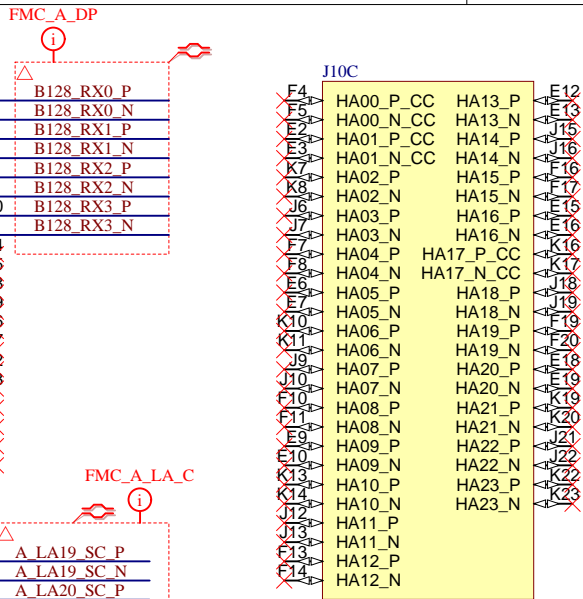 FMC_A_DP
i
B128_RX0_P
B128_RX0_N
B128_RX1_P
B128_RX1_N
B128_RX2_P
B128_RX2_N
B128_RX3_P
B128_RX3_N
FMC_A_LA_C
i
A_LA19_SC_P
A_LA19_SC_N
A_LA20_SC_P
J10C
F4 HA00_P_CC HA13_P E12
F5 HA00_N_CC HA13_N E13
E2 HA01_P_CC HA14_P J15
E3 HA01_N_CC HA14_N J16
K7 HA02_P HA15_P F16
K8 HA02_N HA15_N F17
J6 HA03_P HA16_P E15
J7 HA03_N HA16_N E16
F7 HA04_P HA17_P_CC K16
F8 HA04_N HA17_N_CC K17
E6 HA05_P HA18_P J18
E7 HA05_N HA18_N J19
K10 HA06_P HA19_P F19
K11 HA06_N HA19_N F20
J9 HA07_P HA20_P E18
J10 HA07_N HA20_N E19
F10 HA08_P HA21_P K19
F11 HA08_N HA21_N K20
E9 HA09_P HA22_P J21
E10 HA09_N HA22_N J22
K13 HA10_P HA23_P K22
K14 HA10_N HA23_N K23
J12 HA11_P
J13 HA11_N
F13 HA12_P
F14 HA12_N